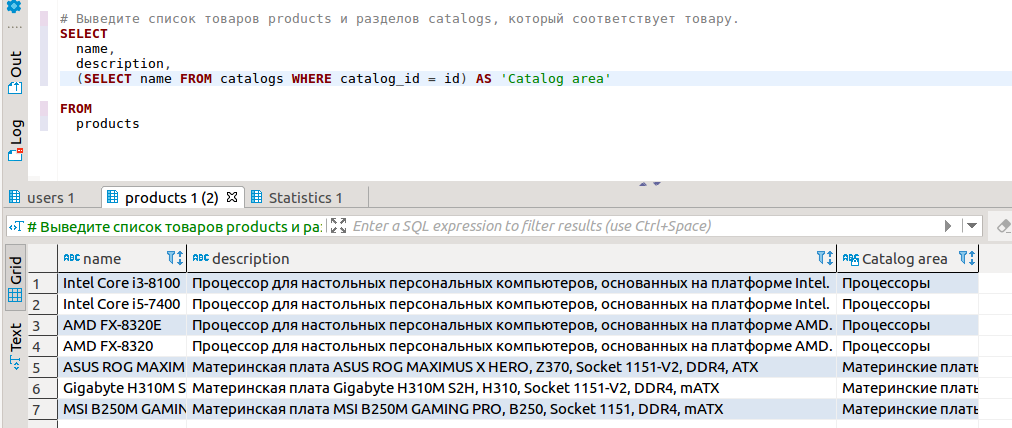 # Выведите список товаров products и разделов catalogs, который соответствует товару.
SELECT
name,
description,
(SELECT name FROM catalogs WHERE catalog_id = id) AS 'Catalog area'
FROM
products
Out
Log
users 1
products 1 (2)
Statistics 1
# Выведите список товаров products и ра
Enter a SQL expression to filter results (use Ctrl+Space)
Grid
Text
ABC name ABC description ABC Catalog area
1 Intel Core i3-8100 Процессор для настольных персональных компьютеров, основанных на платформе Intel. Процессоры
2 Intel Core i5-7400 Процессор для настольных персональных компьютеров, основанных на платформе Intel. Процессоры
3 AMD FX-8320E Процессор для настольных персональных компьютеров, основанных на платформе AMD. Процессоры
4 AMD FX-8320 Процессор для настольных персональных компьютеров, основанных на платформе AMD. Процессоры
5 ASUS ROG MAXIM Материнская плата ASUS ROG MAXIMUS X HERO, Z370, Socket 1151-V2, DDR4, ATX Материнские плать
6 Gigabyte H310M S Материнская плата Gigabyte H310M S2H, H310, Socket 1151-V2, DDR4, mATX Материнские плать
7 MSI B250M GAMIN Материнская плата MSI B250M GAMING PRO, B250, Socket 1151, DDR4, mATX Материнские плать